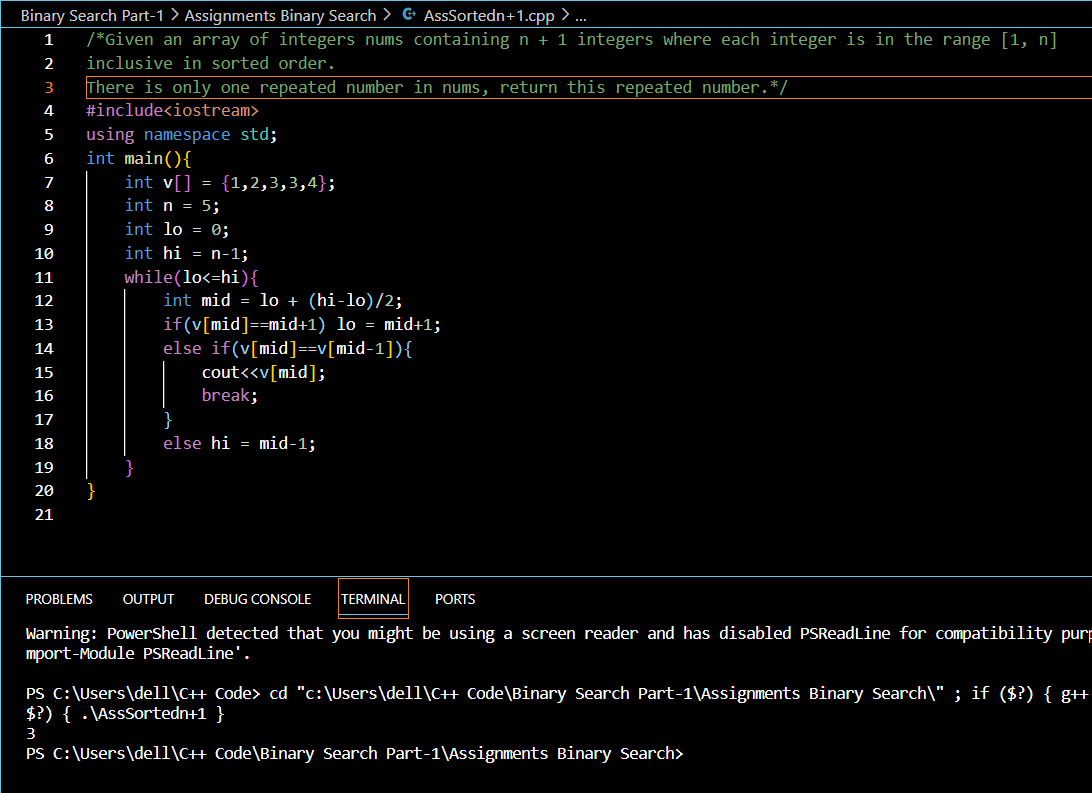 Binary Search Part-1 > Assignments Binary Search > AssSortedn+1.cpp > ...
1 /*Given an array of integers nums containing n + 1 integers where each integer is in the range [1, n]
2 inclusive in sorted order.
3 There is only one repeated number in nums, return this repeated number.*/
4 #include<iostream>
5 using namespace std;
6 int main(){
7     int v[] = {1,2,3,3,4};
8     int n = 5;
9     int lo = 0;
10     int hi = n-1;
11     while(lo<=hi){
12         int mid = lo + (hi-lo)/2;
13         if(v[mid]==mid+1) lo = mid+1;
14         else if(v[mid]==v[mid-1]){
15             cout<<v[mid];
16             break;
17         }
18         else hi = mid-1;
19     }
20 }
21
PROBLEMS OUTPUT DEBUG CONSOLE TERMINAL PORTS
Warning: PowerShell detected that you might be using a screen reader and has disabled PSReadLine for compatibility purp
mport-Module PSReadLine'.
PS C:\Users\dell\C++ Code> cd "c:\Users\dell\C++ Code\Binary Search Part-1\Assignments Binary Search\" ; if ($?) { g++
$?) { .\AssSortedn+1 }
3
PS C:\Users\dell\C++ Code\Binary Search Part-1\Assignments Binary Search>